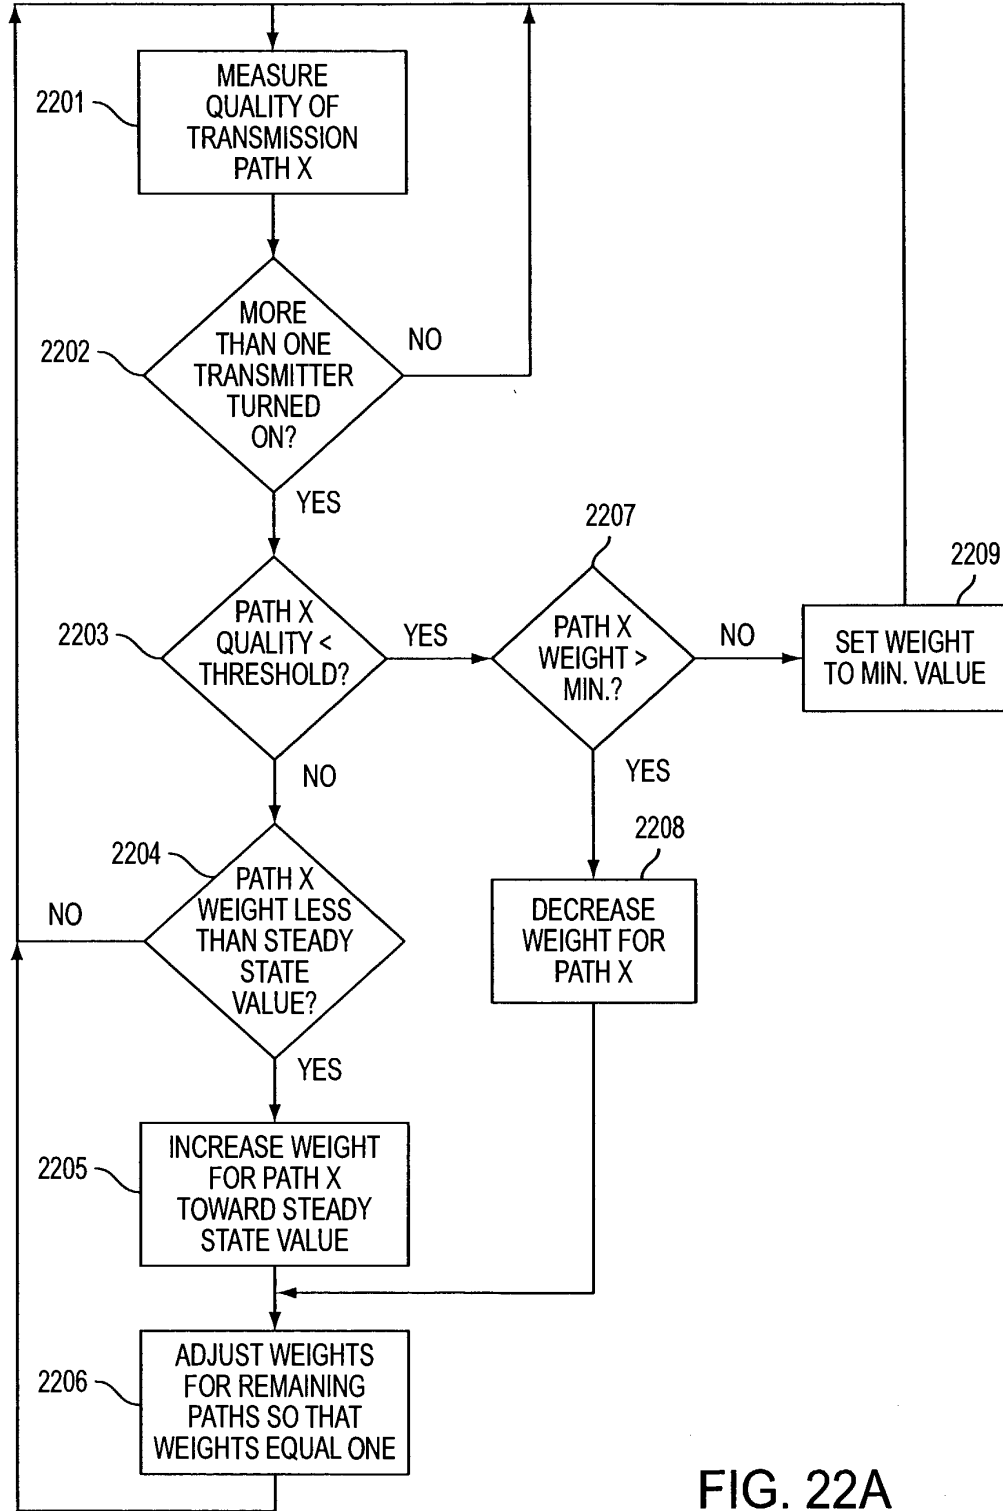 2201
MEASURE
QUALITY OF
TRANSMISSION
PATH X
2202
MORE
THAN ONE
TRANSMITTER
TURNED
ON?
NO
YES
2203
PATH X
QUALITY <
THRESHOLD?
YES
NO
2207
PATH X
WEIGHT >
MIN.?
NO
YES
2209
SET WEIGHT
TO MIN. VALUE
2208
DECREASE
WEIGHT FOR
PATH X
2204
PATH X
WEIGHT LESS
THAN STEADY
STATE
VALUE?
NO
YES
2205
INCREASE WEIGHT
FOR PATH X
TOWARD STEADY
STATE VALUE
2206
ADJUST WEIGHTS
FOR REMAINING
PATHS SO THAT
WEIGHTS EQUAL ONE
FIG. 22A